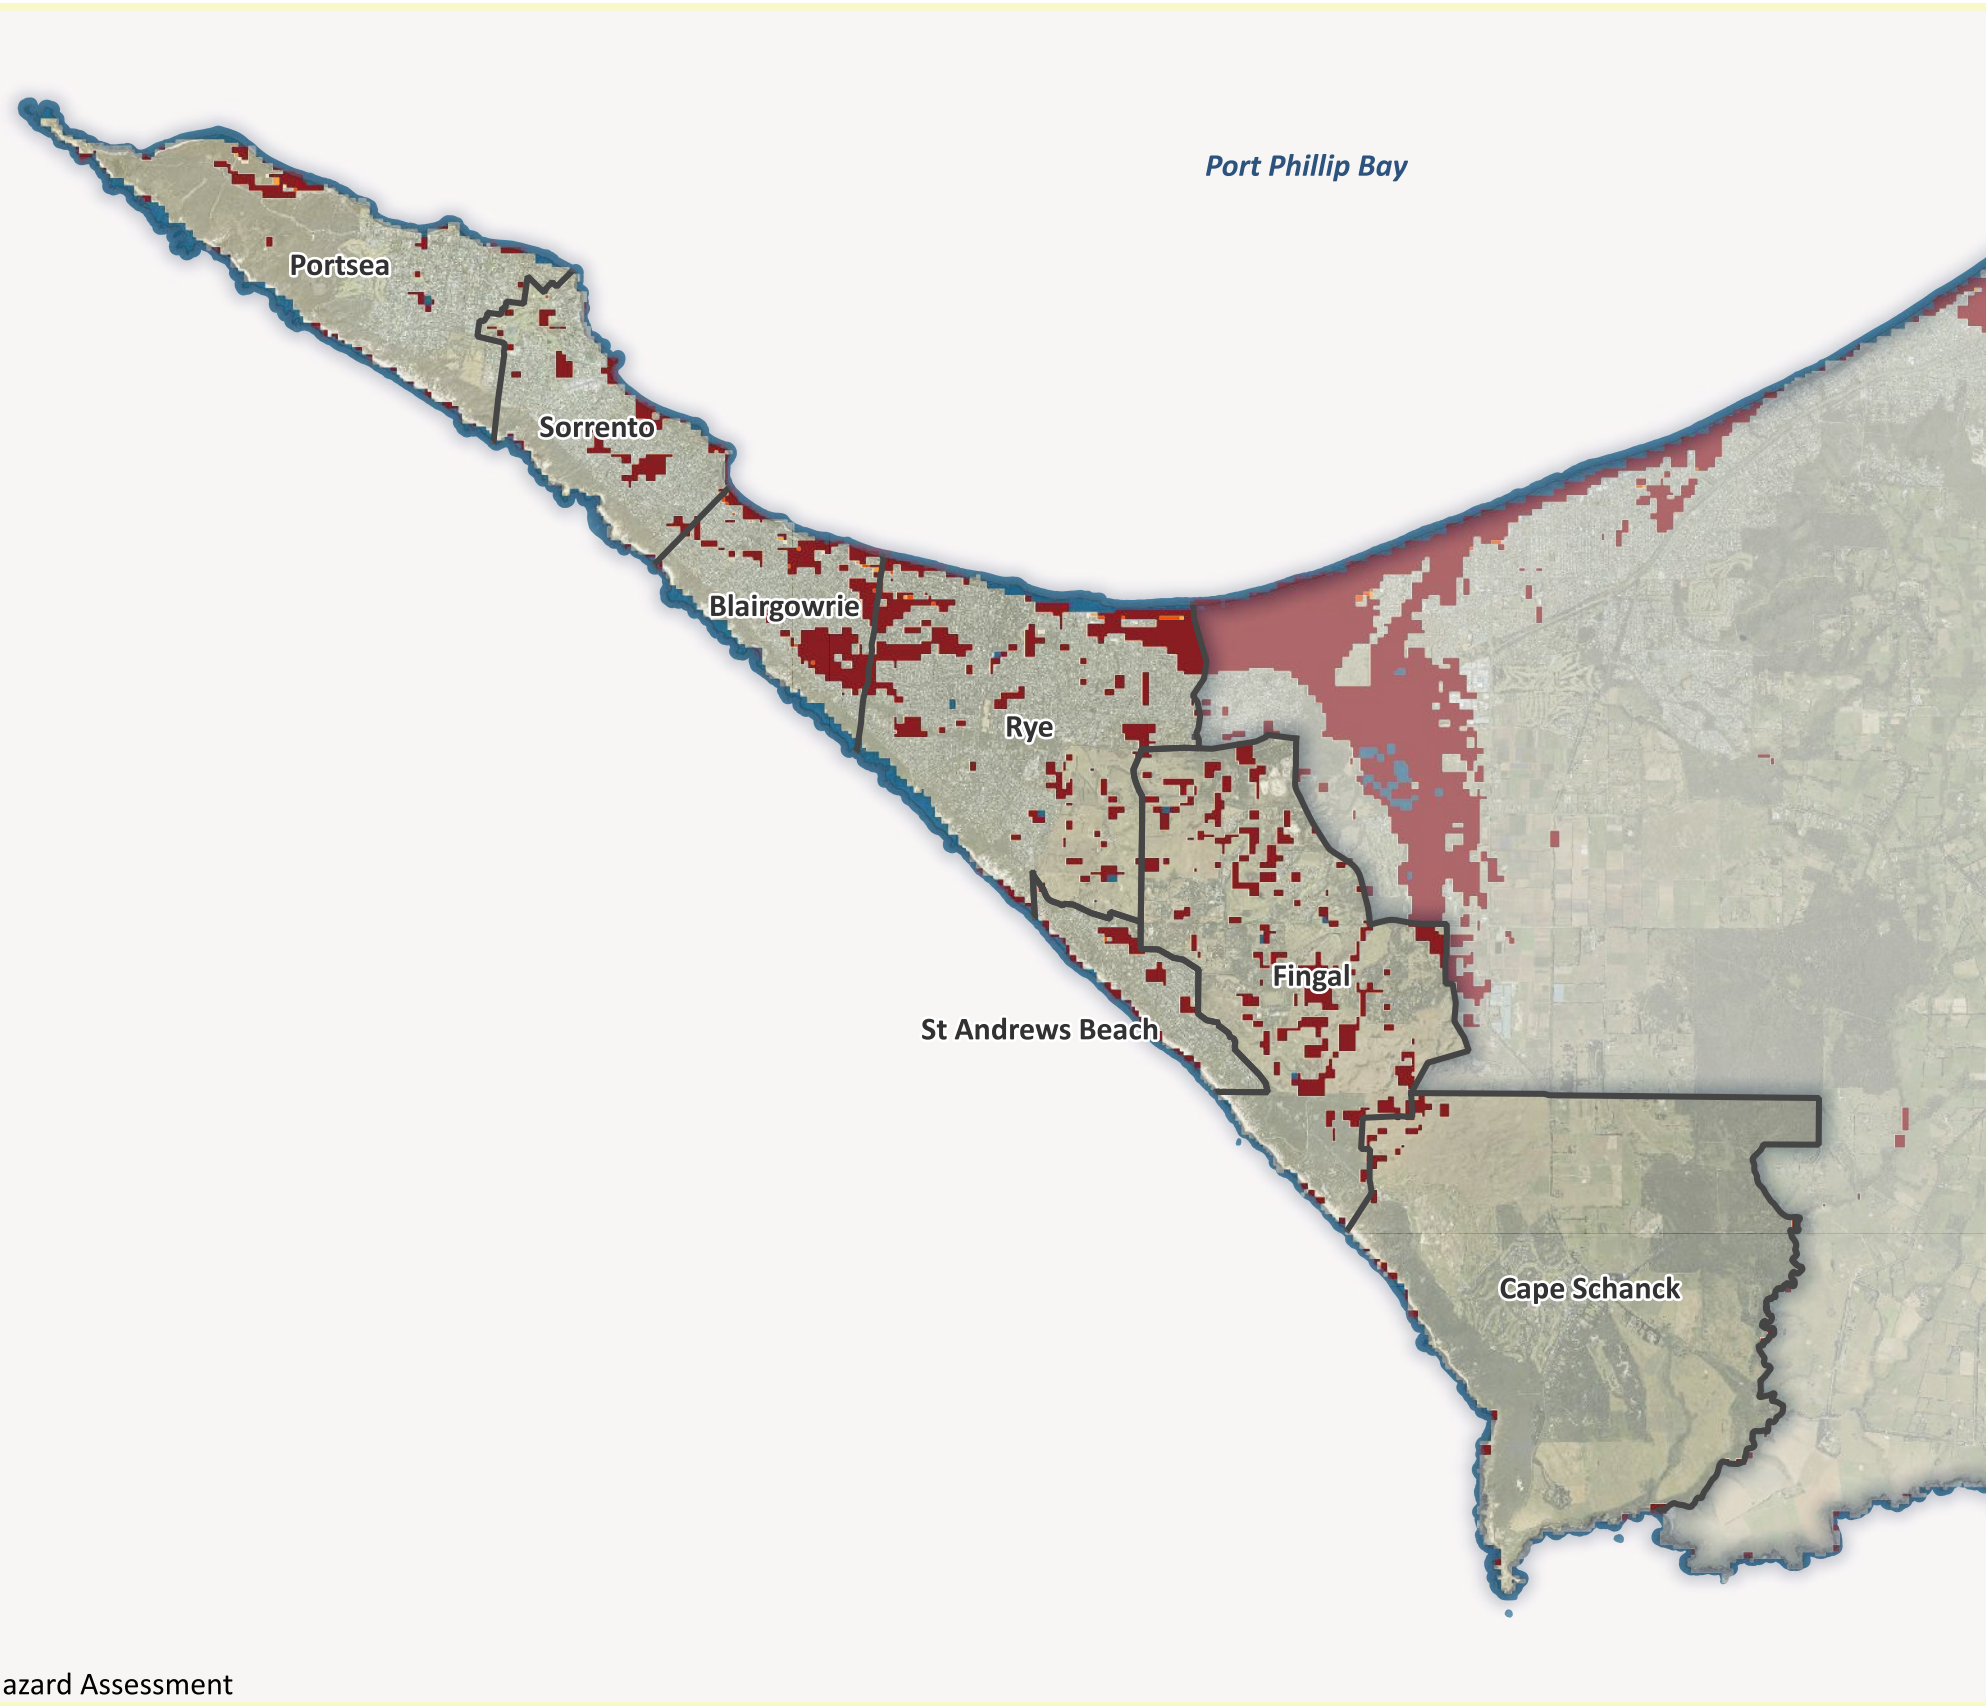 Port Phillip Bay
Portsea
Sorrento
Blairgowrie
Rye
Fingal
St Andrews Beach
Cape Schanck
azard Assessment